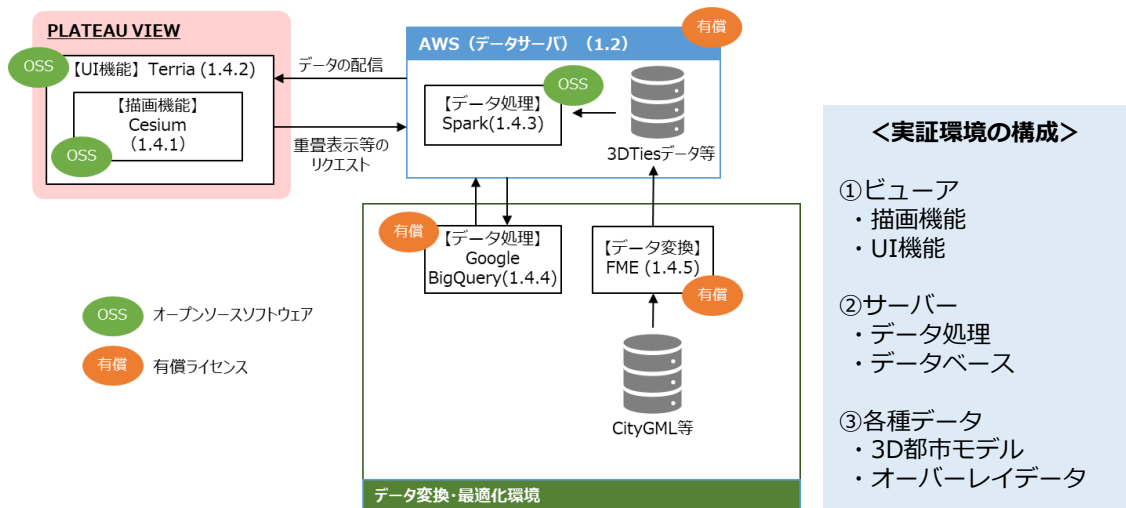 PLATEAU VIEW
OSS
【UI機能】Terria (1.4.2)
【描画機能】
Cesium
（1.4.1）
OSS
データの配信
重畳表示等の
リクエスト
有償
AWS（データサーバ）（1.2）
【データ処理】
Spark(1.4.3)
OSS
3DTiesデータ等
有償
【データ処理】
Google
BigQuery(1.4.4)
【データ変換】
FME (1.4.5)
有償
CityGML等
データ変換・最適化環境
OSS
オープンソースソフトウェア
有償
有償ライセンス
＜実証環境の構成＞
①ビューア
・描画機能
・UI機能
②サーバー
・データ処理
・データベース
③各種データ
・3D都市モデル
・オーバーレイデータ